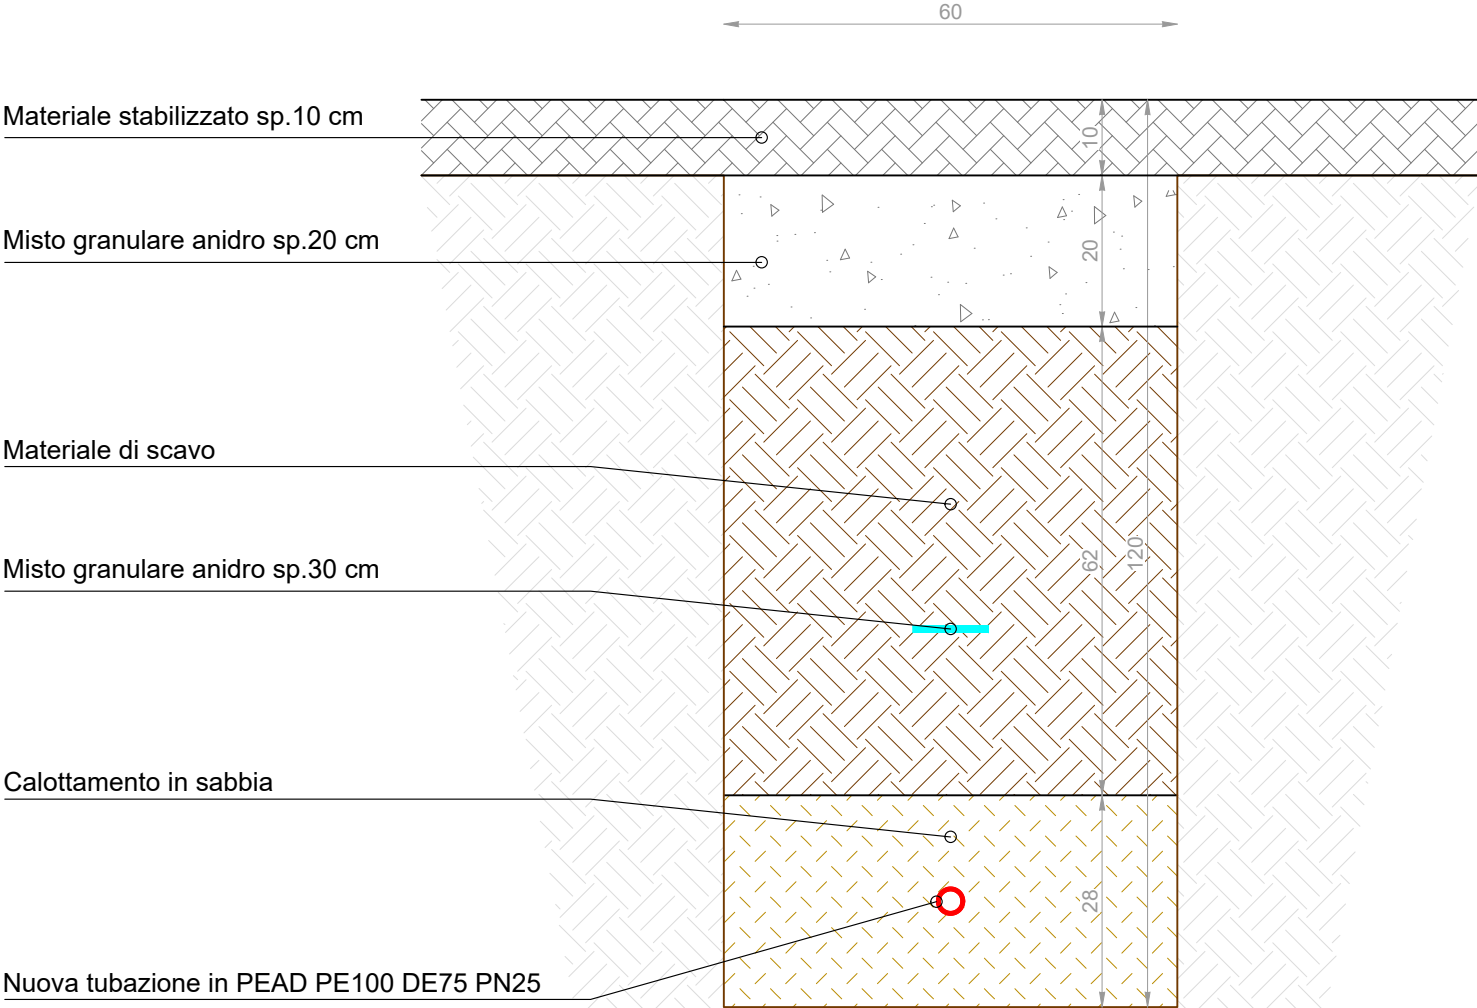 60
Materiale stabilizzato sp.10 cm
10
Misto granulare anidro sp.20 cm
20
Materiale di scavo
62
120
Misto granulare anidro sp.30 cm
Calottamento in sabbia
28
Nuova tubazione in PEAD PE100 DE75 PN25